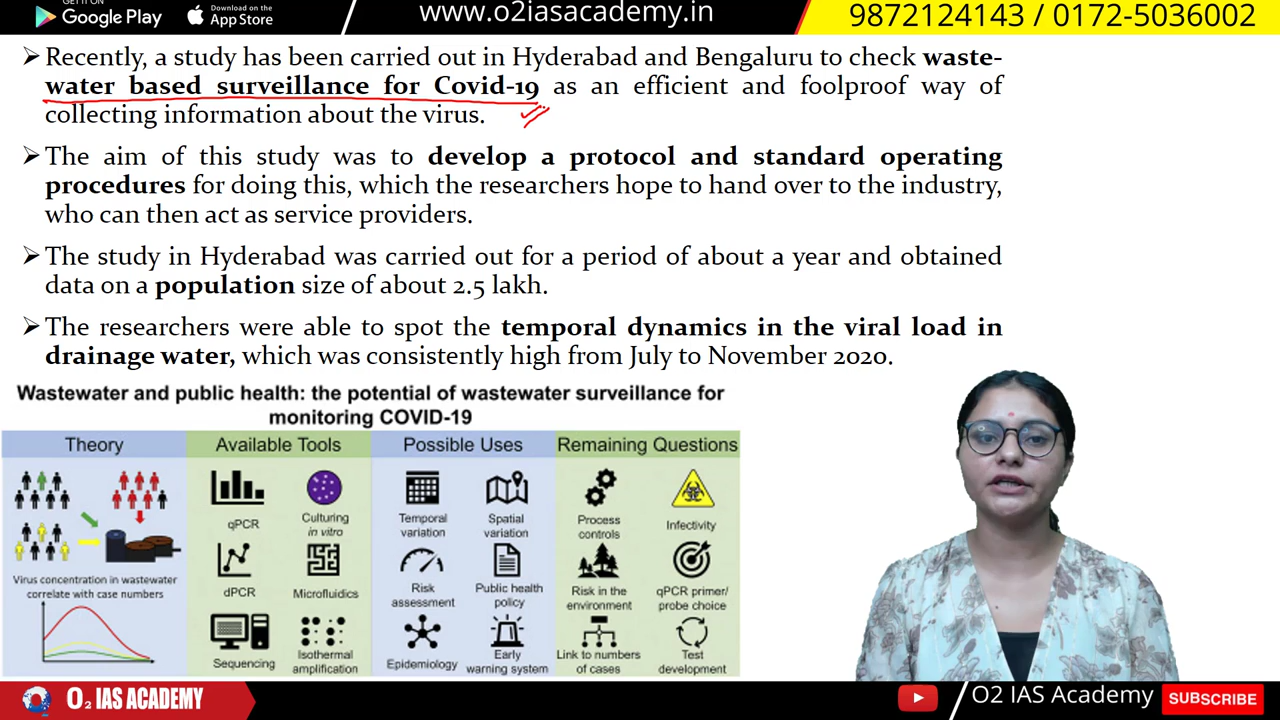 GET IT ON
Google Play
Download on the
App Store
www.o2iasacademy.in
9872124143 / 0172-5036002
Recently, a study has been carried out in Hyderabad and Bengaluru to check waste-
water based surveillance for Covid-19 as an efficient and foolproof way of
collecting information about the virus.
The aim of this study was to develop a protocol and standard operating
procedures for doing this, which the researchers hope to hand over to the industry,
who can then act as service providers.
The study in Hyderabad was carried out for a period of about a year and obtained
data on a population size of about 2.5 lakh.
The researchers were able to spot the temporal dynamics in the viral load in
drainage water, which was consistently high from July to November 2020.
Wastewater and public health: the potential of wastewater surveillance for
monitoring COVID-19
Theory
Virus concentration in wastewater
correlate with case numbers
Available Tools
qPCR
Culturing
in vitro
dPCR
Microfluidics
Sequencing
Isothermal
amplification
Possible Uses
Temporal
variation
Spatial
variation
Risk
assessment
Public health
policy
Epidemiology
Early
warning system
Remaining Questions
Process
controls
Infectivity
Risk in the
environment
qPCR primer/
probe choice
Link to numbers
of cases
Test
development
O2 IAS ACADEMY
O2 IAS Academy
SUBSCRIBE